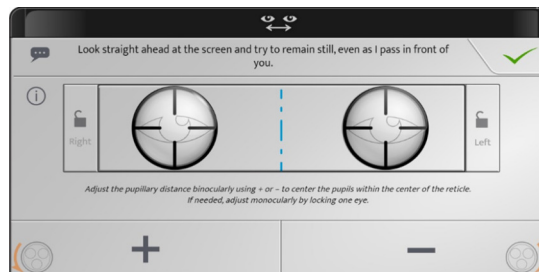 Look straight ahead at the screen and try to remain still, even as I pass in front of
you.
Right
Left
Adjust the pupillary distance binocularly using + or – to center the pupils within the center of the reticle.
If needed, adjust monocularly by locking one eye.